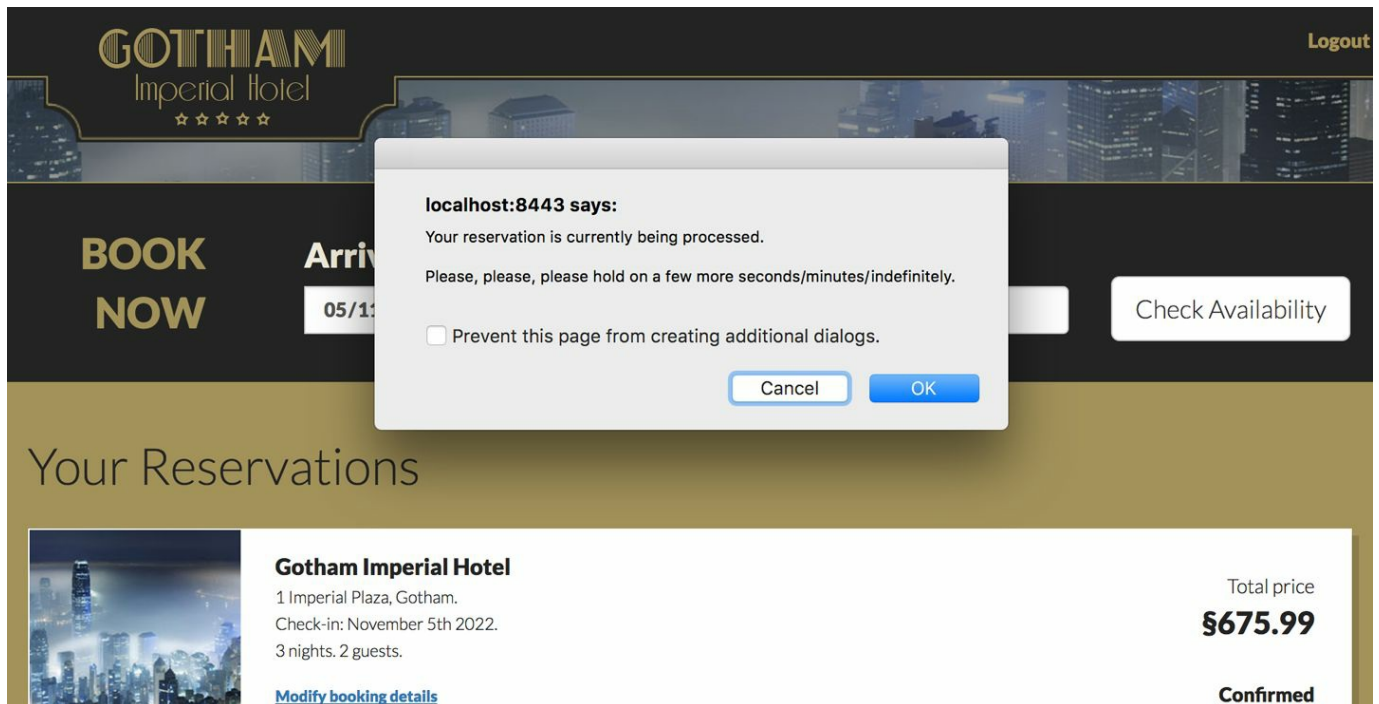 GOTHAM
Imperial Hotel
Logout
localhost:8443 says:
Your reservation is currently being processed.
Please, please, please hold on a few more seconds/minutes/indefinitely.
Prevent this page from creating additional dialogs.
Cancel
OK
BOOK
NOW
Check Availability
Your Reservations
Gotham Imperial Hotel
1 Imperial Plaza, Gotham.
Check-in: November 5th 2022.
3 nights. 2 guests.
Modify booking details
Total price
§675.99
Confirmed